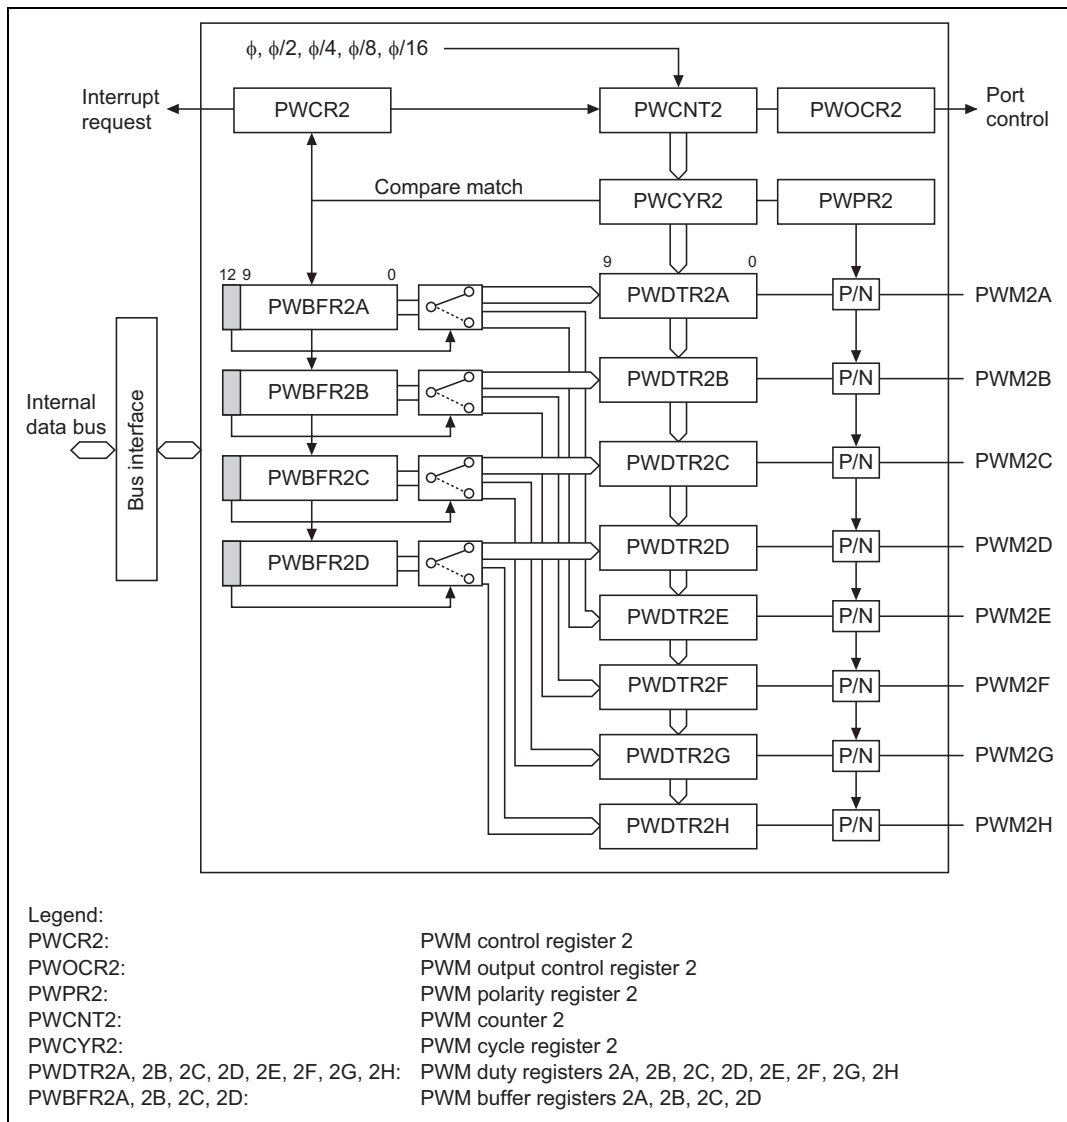 ϕ, ϕ/2, ϕ/4, ϕ/8, ϕ/16
Interrupt
request
PWCR2
PWCNT2
PWOCR2
Port
control
Compare match
PWCYR2
PWPR2
12 9 0
9 0
PWBFR2A
PWDTR2A
P/N
PWM2A
PWBFR2B
PWDTR2B
P/N
PWM2B
Internal
data bus
Bus interface
PWBFR2C
PWDTR2C
P/N
PWM2C
PWBFR2D
PWDTR2D
P/N
PWM2D
PWDTR2E
P/N
PWM2E
PWDTR2F
P/N
PWM2F
PWDTR2G
P/N
PWM2G
PWDTR2H
P/N
PWM2H
Legend:
PWCR2: PWM control register 2
PWOCR2: PWM output control register 2
PWPR2: PWM polarity register 2
PWCNT2: PWM counter 2
PWCYR2: PWM cycle register 2
PWDTR2A, 2B, 2C, 2D, 2E, 2F, 2G, 2H: PWM duty registers 2A, 2B, 2C, 2D, 2E, 2F, 2G, 2H
PWBFR2A, 2B, 2C, 2D: PWM buffer registers 2A, 2B, 2C, 2D